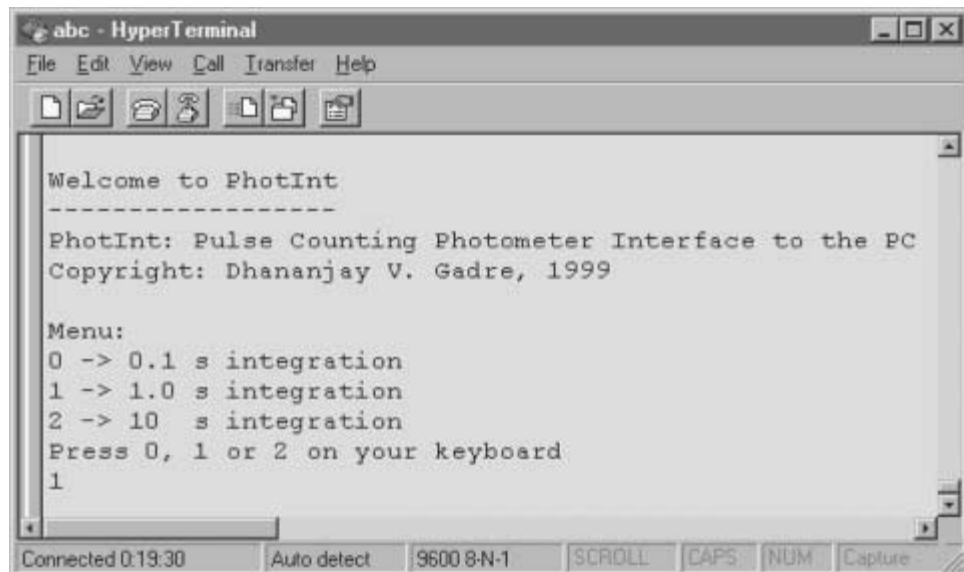 abc - HyperTerminal
File Edit View Call Transfer Help
Welcome to PhotInt
------------------
PhotInt: Pulse Counting Photometer Interface to the PC
Copyright: Dhananjay V. Gadre, 1999
Menu:
0 -> 0.1 s integration
1 -> 1.0 s integration
2 -> 10  s integration
Press 0, 1 or 2 on your keyboard
1
Connected 0:19:30 Auto detect 9600 8-N-1 SCROLL CAPS NUM Capture